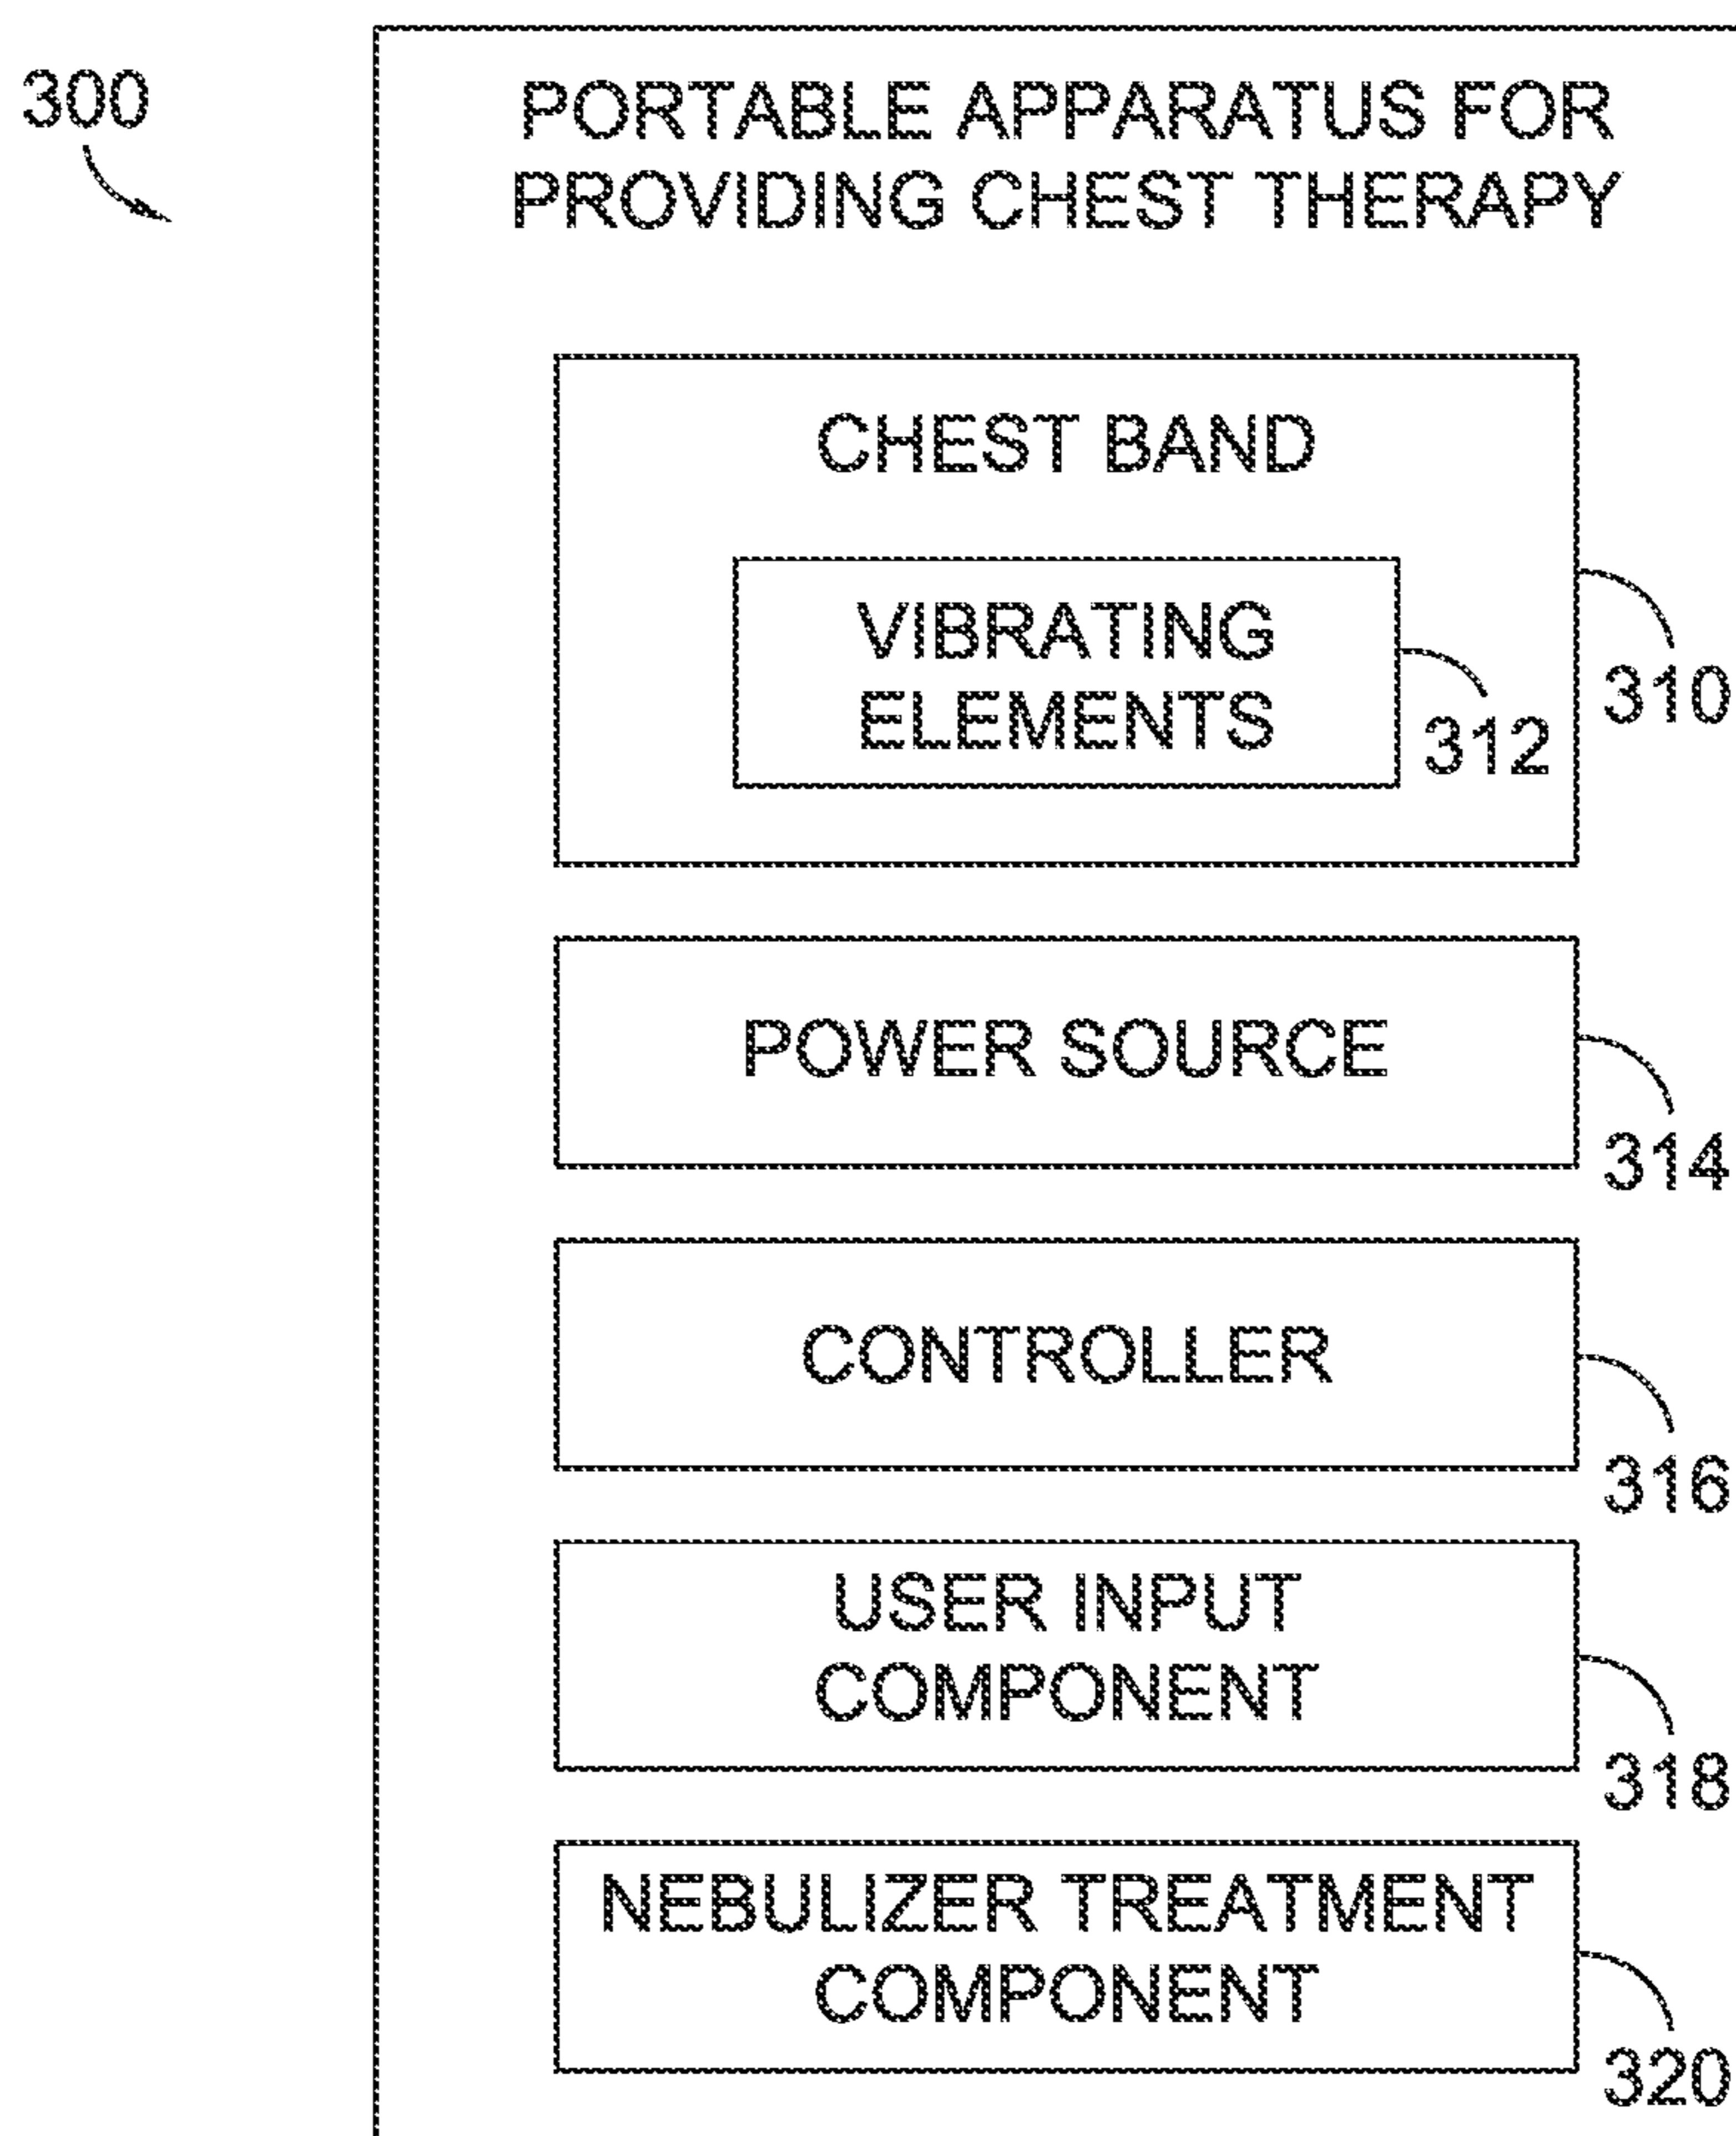 300
PORTABLE APPARATUS FOR
PROVIDING CHEST THERAPY
CHEST BAND
VIBRATING
ELEMENTS
312
310
POWER SOURCE
314
CONTROLLER
316
USER INPUT
COMPONENT
318
NEBULIZER TREATMENT
COMPONENT
320